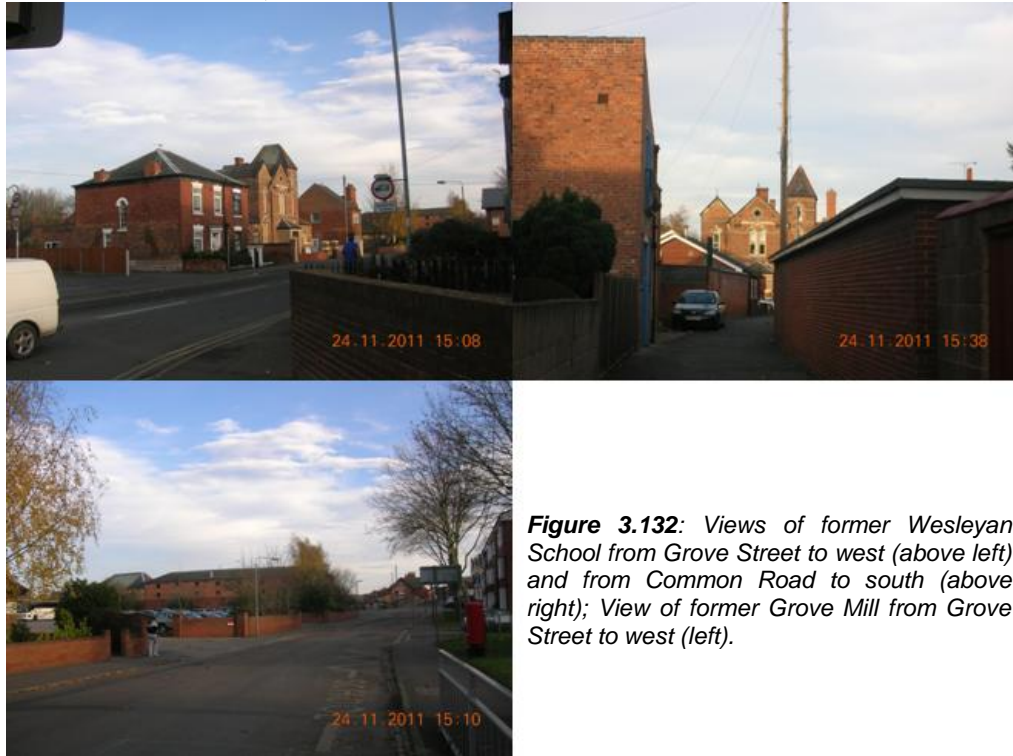 24.11.2011 15:08
24.11.2011 15:38
24.11.2011 15:10
Figure 3.132: Views of former Wesleyan
School from Grove Street to west (above left)
and from Common Road to south (above
right); View of former Grove Mill from Grove
Street to west (left).